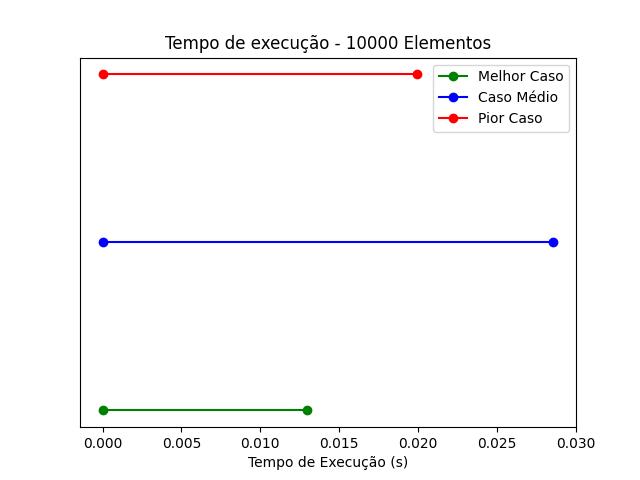 Tempo de execução - 10000 Elementos
Melhor Caso
Caso Médio
Pior Caso
0.000 0.005 0.010 0.015 0.020 0.025 0.030
Tempo de Execução (s)